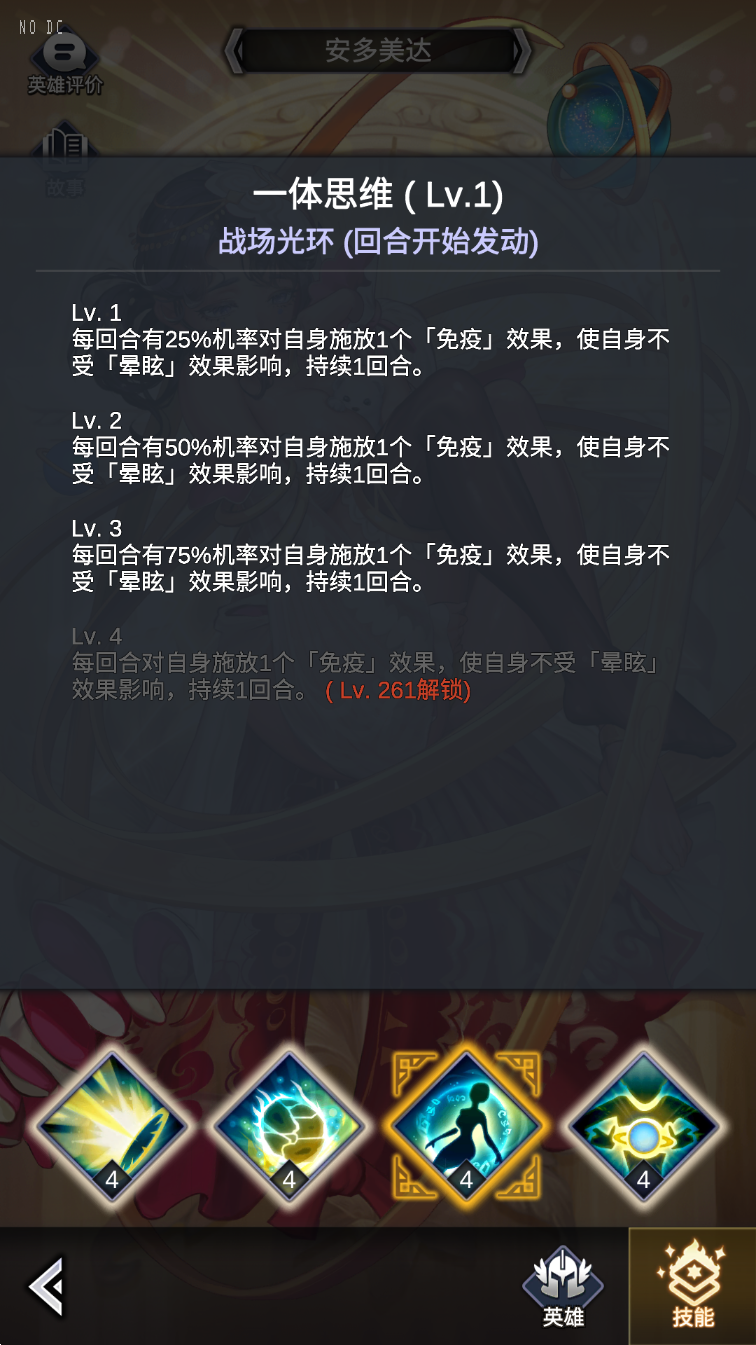 NO DC
安多美达
英雄评价
故事
一体思维 ( Lv.1)
战场光环 (回合开始发动)
Lv. 1
每回合有25%机率对自身施放1个「免疫」效果，使自身不
受「晕眩」效果影响，持续1回合。
Lv. 2
每回合有50%机率对自身施放1个「免疫」效果，使自身不
受「晕眩」效果影响，持续1回合。
Lv. 3
每回合有75%机率对自身施放1个「免疫」效果，使自身不
受「晕眩」效果影响，持续1回合。
Lv. 4
每回合对自身施放1个「免疫」效果，使自身不受「晕眩」
效果影响，持续1回合。 ( Lv. 261解锁)
4 4 4 4
英雄 技能